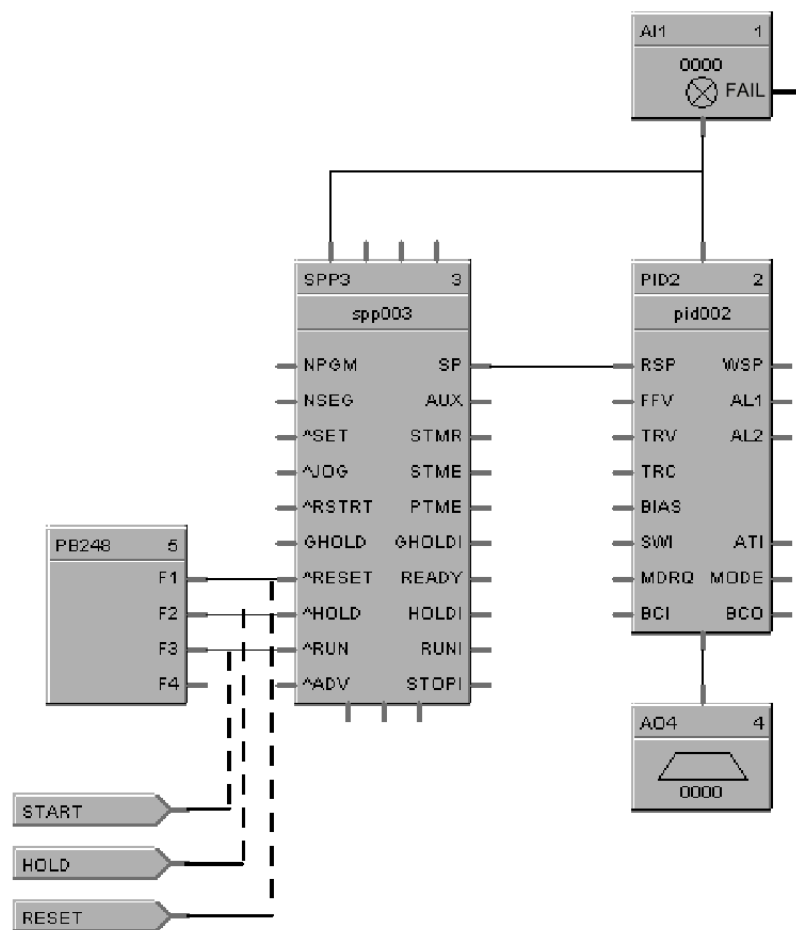 AI1 1
0000
FAIL
SPP3 3
spp003
NPGM SP
NSEG AUX
^SET STMR
^JOG STME
^RSTRT PTME
GHOLD GHOLDI
^RESET READY
^HOLD HOLDI
^RUN RUNI
^ADV STOPI
PID2 2
pid002
RSP WSP
FFV AL1
TRV AL2
TRC
BIAS
SWI ATI
MDRQ MODE
BCI BCO
PB248 5
F1
F2
F3
F4
AO4 4
0000
START
HOLD
RESET